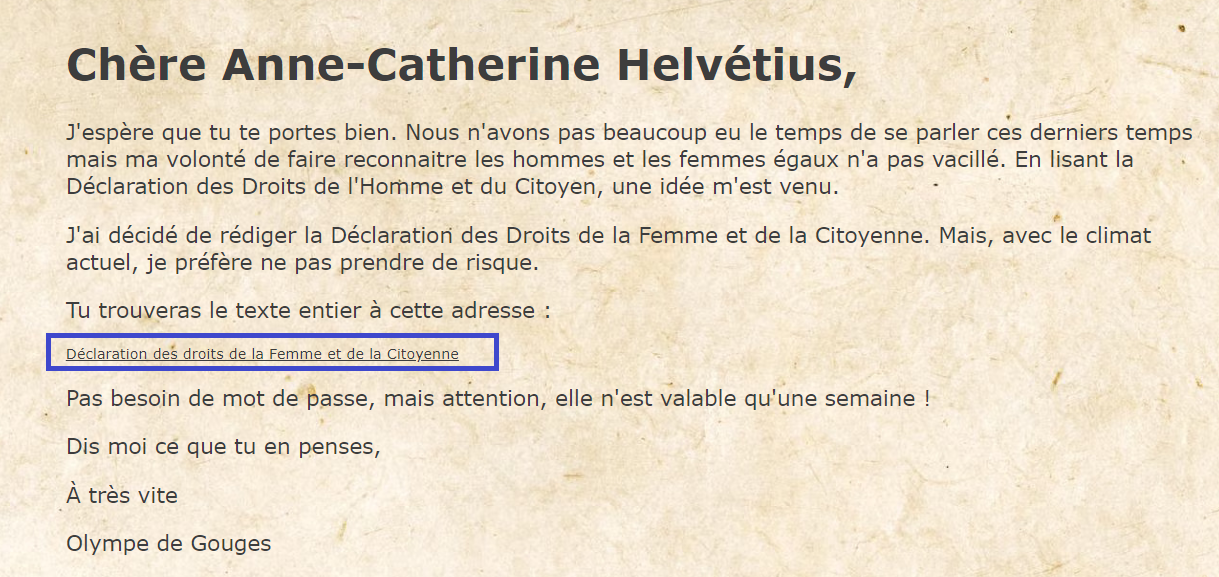 Chère Anne-Catherine Helvétius,
J'espère que tu te portes bien. Nous n'avons pas beaucoup eu le temps de se parler ces derniers temps
mais ma volonté de faire reconnaitre les hommes et les femmes égaux n'a pas vacillé. En lisant la
Déclaration des Droits de l'Homme et du Citoyen, une idée m'est venu.
J'ai décidé de rédiger la Déclaration des Droits de la Femme et de la Citoyenne. Mais, avec le climat
actuel, je préfère ne pas prendre de risque.
Tu trouveras le texte entier à cette adresse :
Déclaration des droits de la Femme et de la Citoyenne
Pas besoin de mot de passe, mais attention, elle n'est valable qu'une semaine !
Dis moi ce que tu en penses,
À très vite
Olympe de Gouges